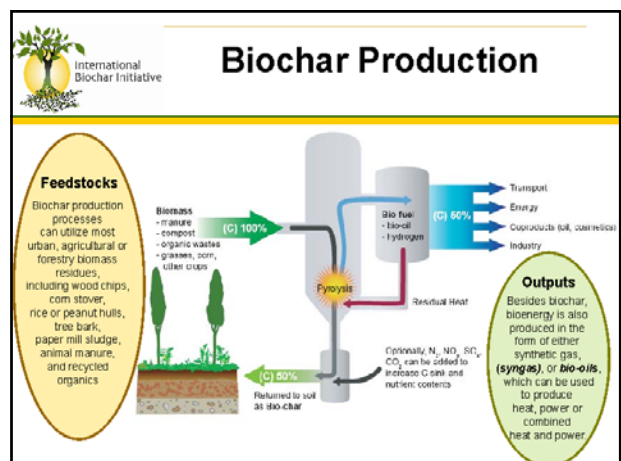 International
Biochar Initiative
Biochar Production
Feedstocks
Biochar production
processes
can utilize most
urban, agricultural or
forestry biomass
residues,
including wood chips,
corn stover,
rice or peanut hulls,
tree bark,
paper mill sludge,
animal manure,
and recycled
organics
Biomass
- manure
- compost
- organic wastes
- grasses, corn,
other crops
(C) 100%
Pyrolysis
Bio fuel
- bio-oil
- hydrogen
(C) 50%
Transport
Energy
Coproducts (oil, cosmetics)
Industry
Residual Heat
Optionally, N2, NOx, SOx,
CO2 can be added to
increase C sink and
nutrient contents
(C) 50%
Returned to soil
as Bio-char
Outputs
Besides biochar,
bioenergy is also
produced in the
form of either
synthetic gas,
(syngas), or bio-oils,
which can be used
to produce
heat, power or
combined
heat and power